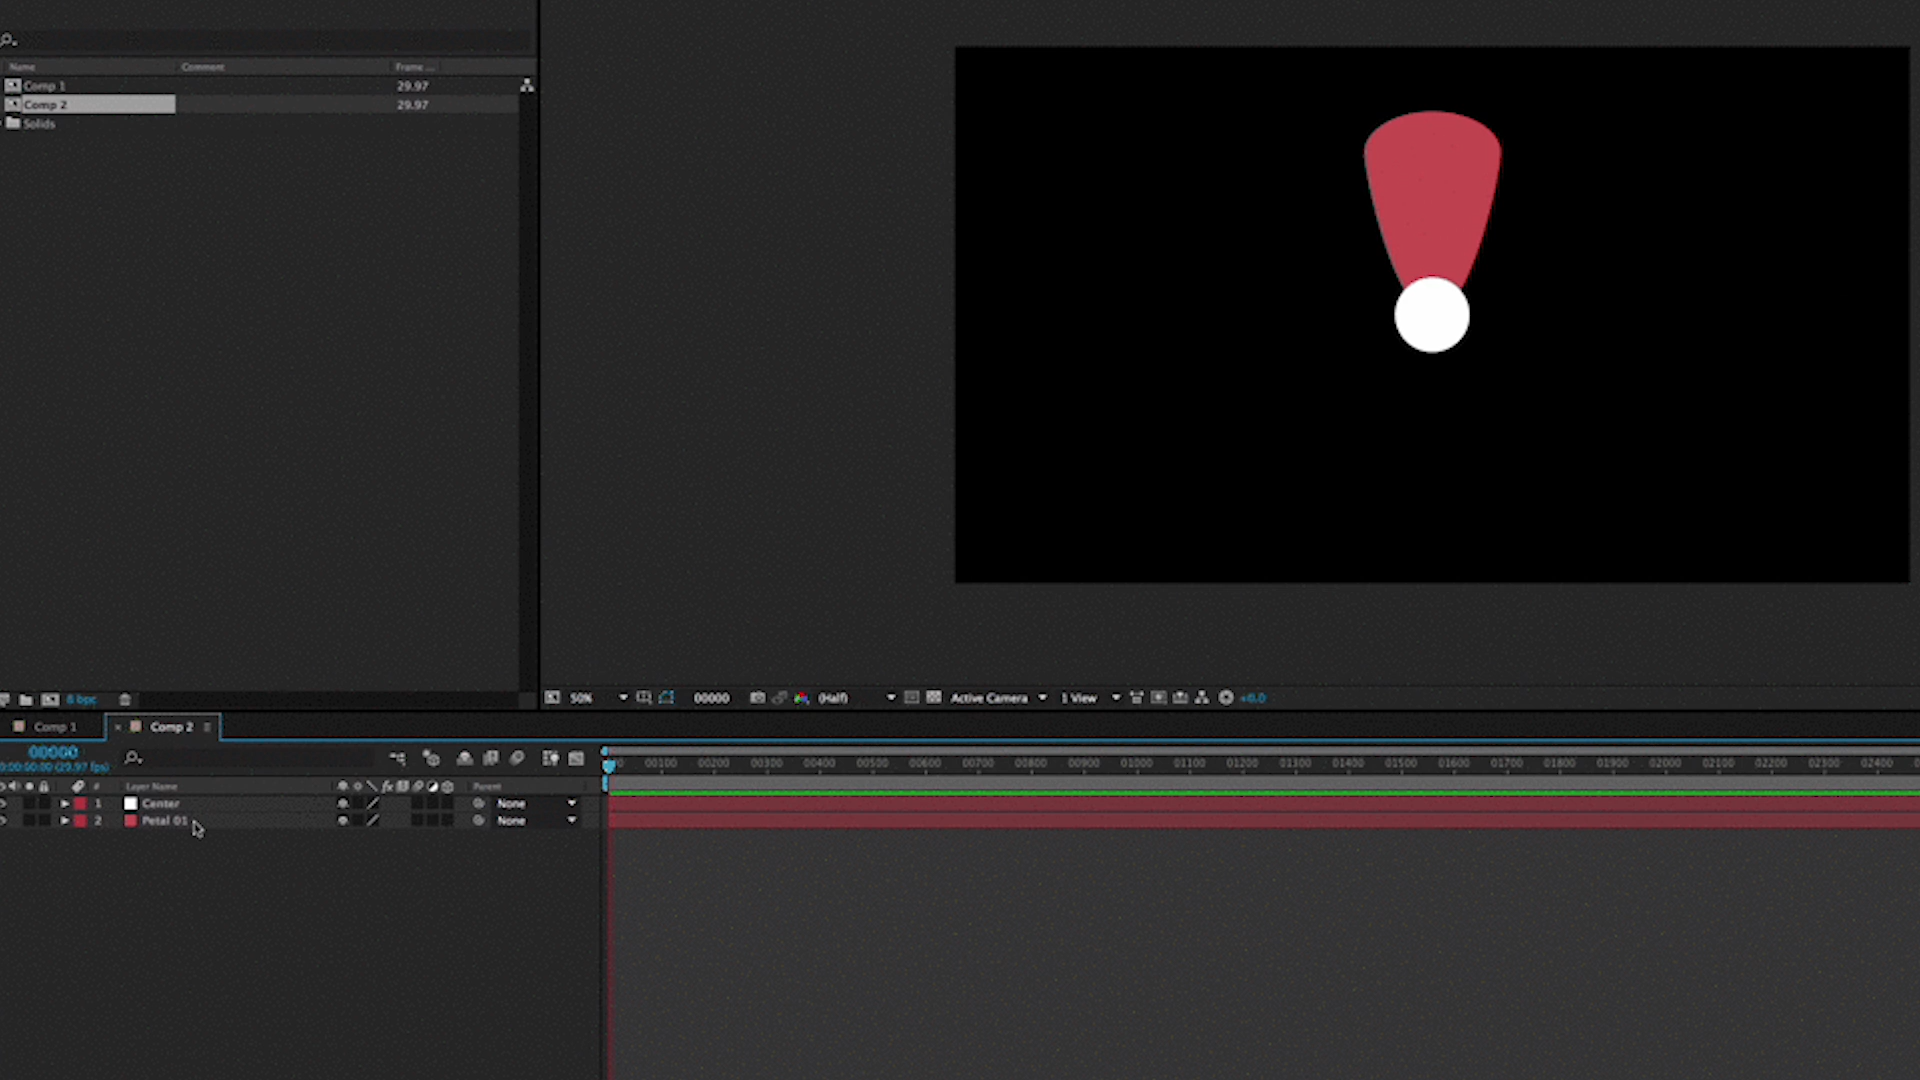 Name Comment Frame ...
Comp 1 29.97
Comp 2 29.97
Solids
8 bpc
50% 00000 (Half) Active Camera 1 View +0.0
Comp 1 Comp 2
00000
0:00:00:00 (29.97 fps)
00100 00200 00300 00400 00500 00600 00700 00800 00900 01000 01100 01200 01300 01400 01500 01600 01700 01800 01900 02000 02100 02200 02300 02400
# Layer Name fx Parent
1 Center None
2 Petal 01 None